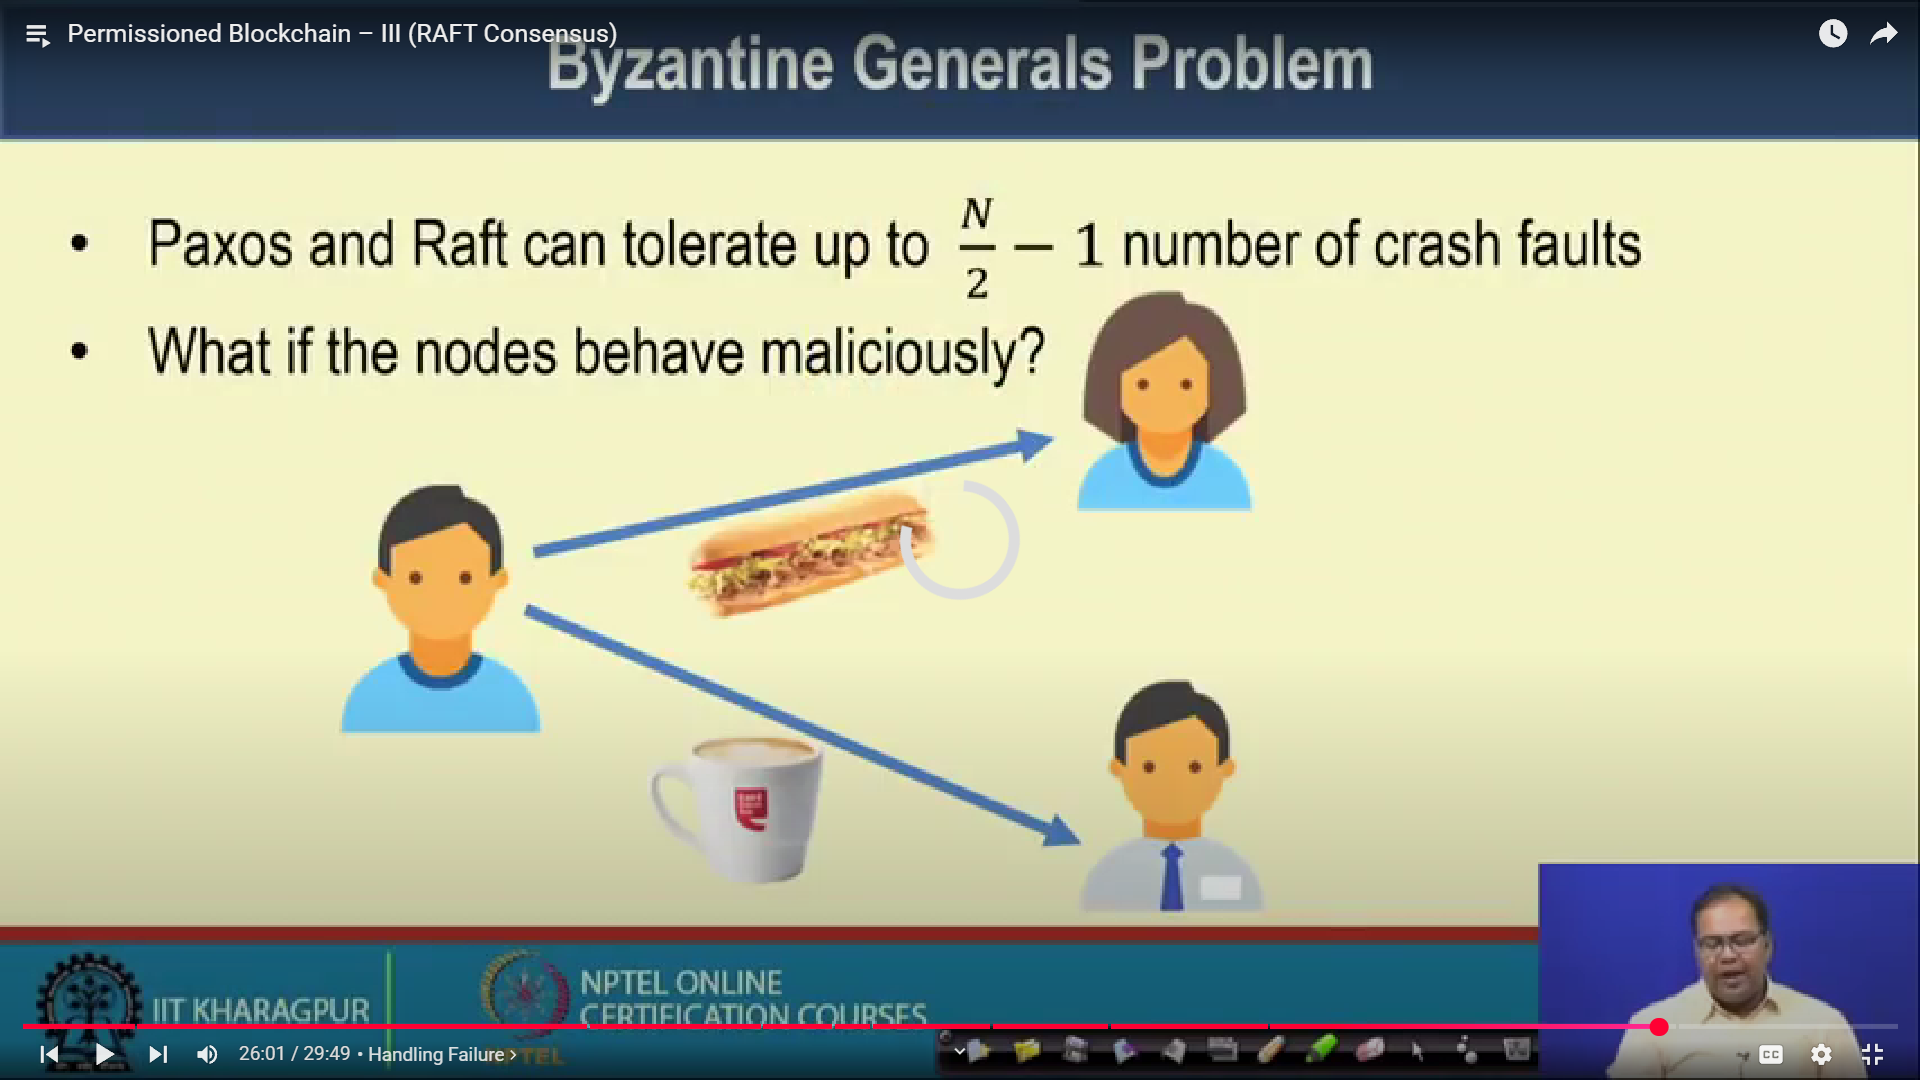 Permissioned Blockchain – III (RAFT Consensus)
Byzantine Generals Problem
• Paxos and Raft can tolerate up to N/2 − 1 number of crash faults
• What if the nodes behave maliciously?
IIT KHARAGPUR
NPTEL ONLINE
CERTIFICATION COURSES
NPTEL
26:01 / 29:49 • Handling Failure ›
CC